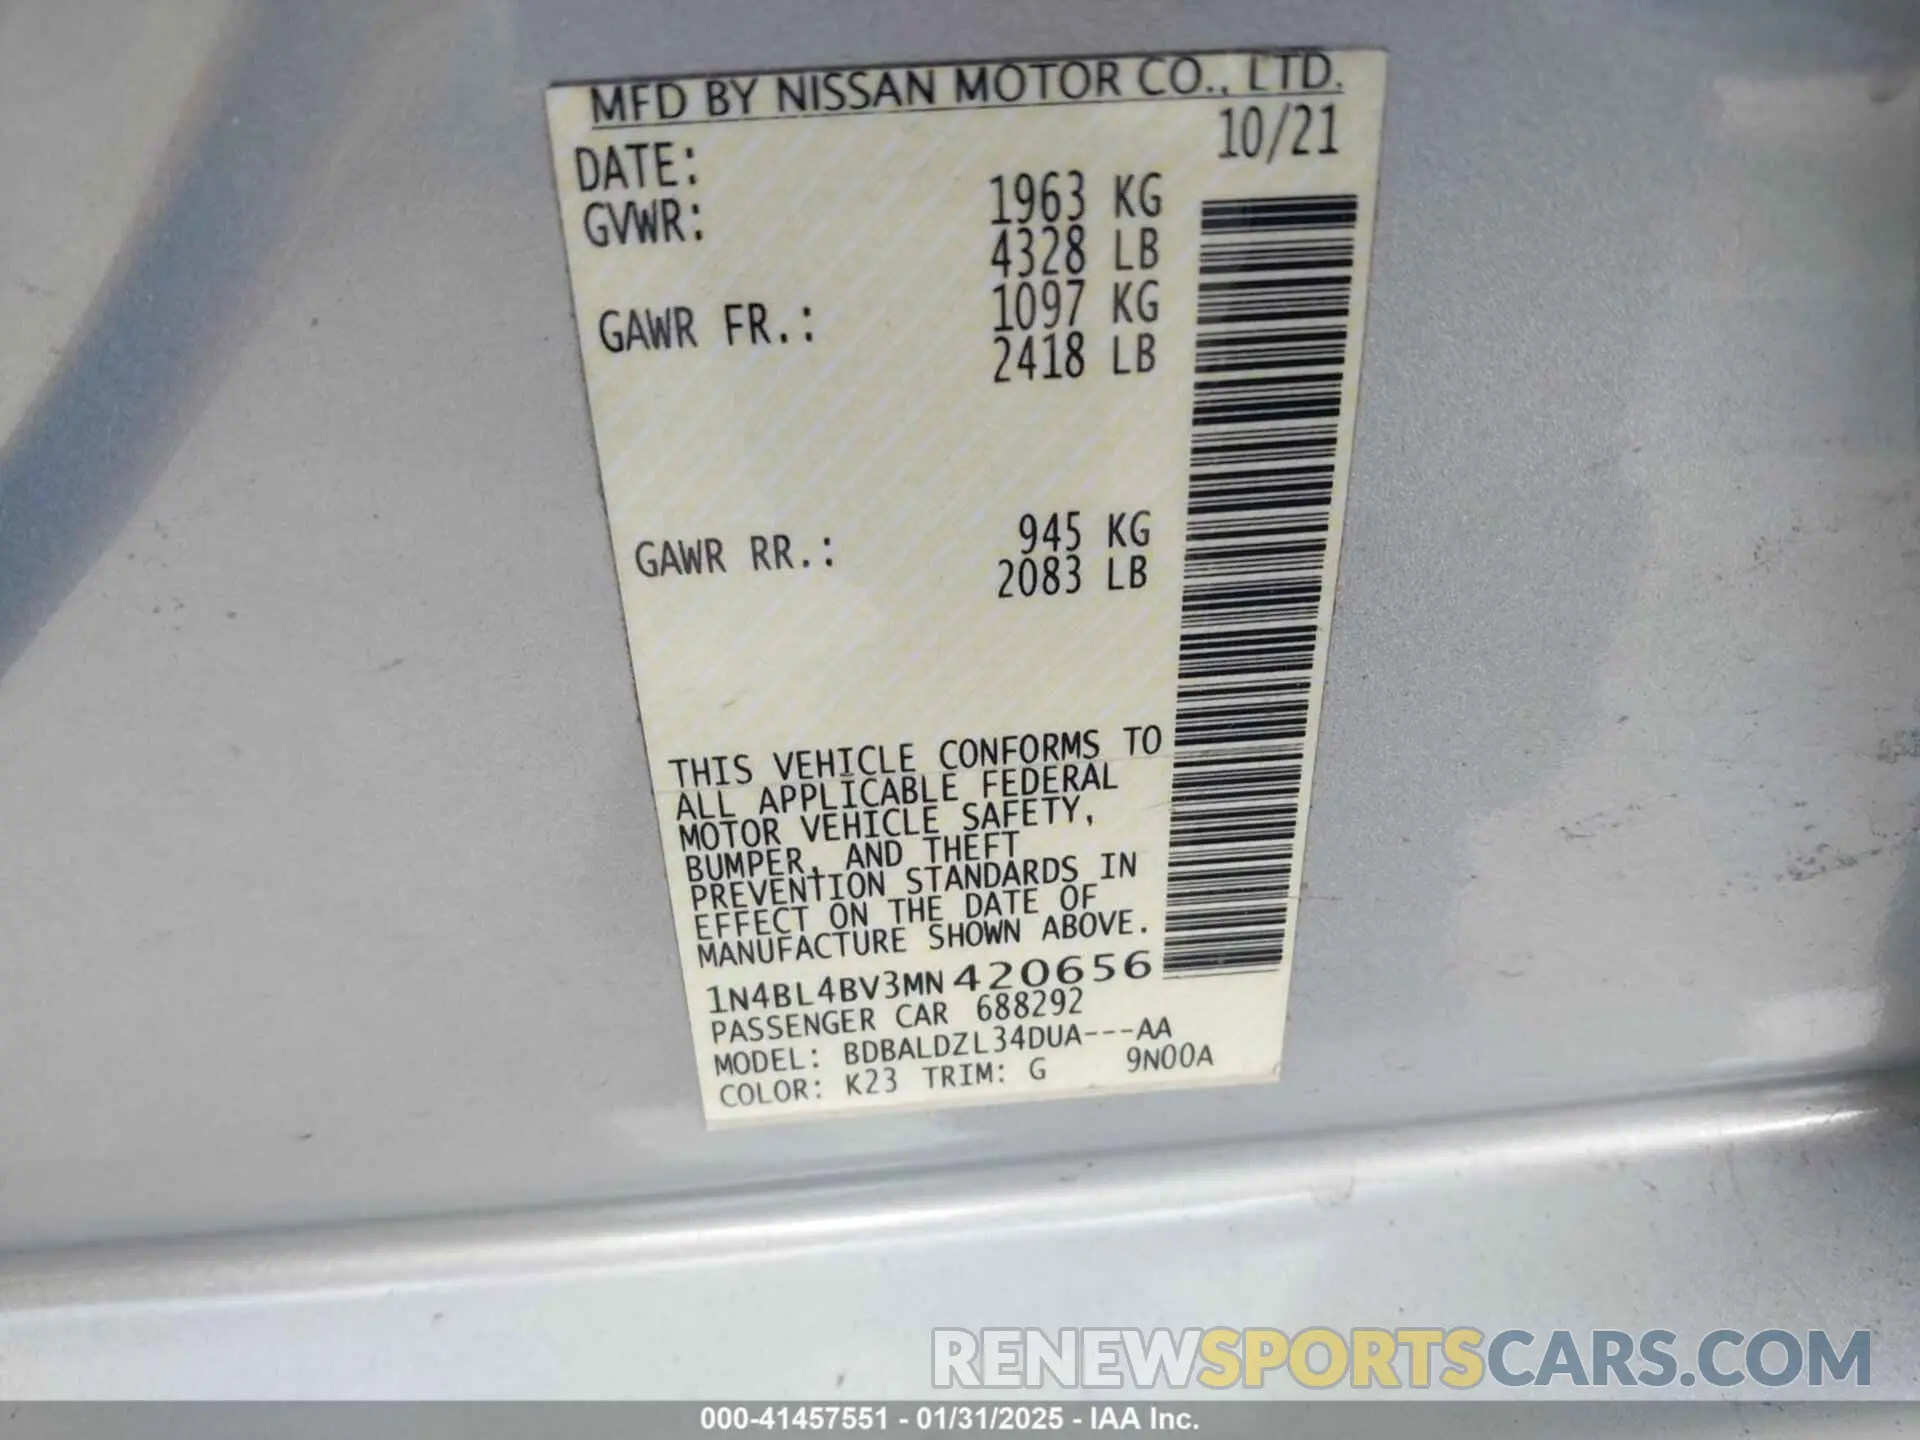 MFD BY NISSAN MOTOR CO., LTD.
DATE: 10/21
GVWR: 1963 KG
4328 LB
GAWR FR.: 1097 KG
2418 LB
GAWR RR.: 945 KG
2083 LB
THIS VEHICLE CONFORMS TO
ALL APPLICABLE FEDERAL
MOTOR VEHICLE SAFETY,
BUMPER, AND THEFT
PREVENTION STANDARDS IN
EFFECT ON THE DATE OF
MANUFACTURE SHOWN ABOVE.
1N4BL4BV3MN420656
PASSENGER CAR 688292
MODEL: BDBALDZL34DUA---AA
COLOR: K23 TRIM: G 9N00A
RENEWSPORTSCARS.COM
000-41457551 - 01/31/2025 - IAA Inc.